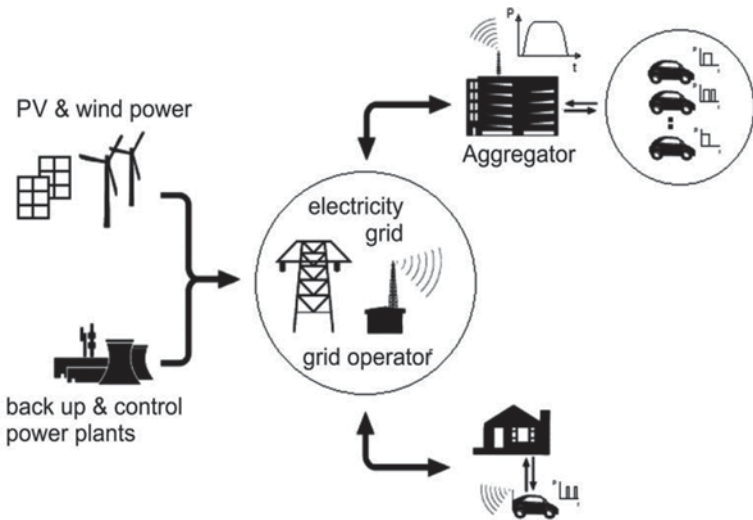 P
t
PV & wind power
Aggregator
P
t
P
t
P
t
electricity
grid
grid operator
back up & control
power plants
P
t